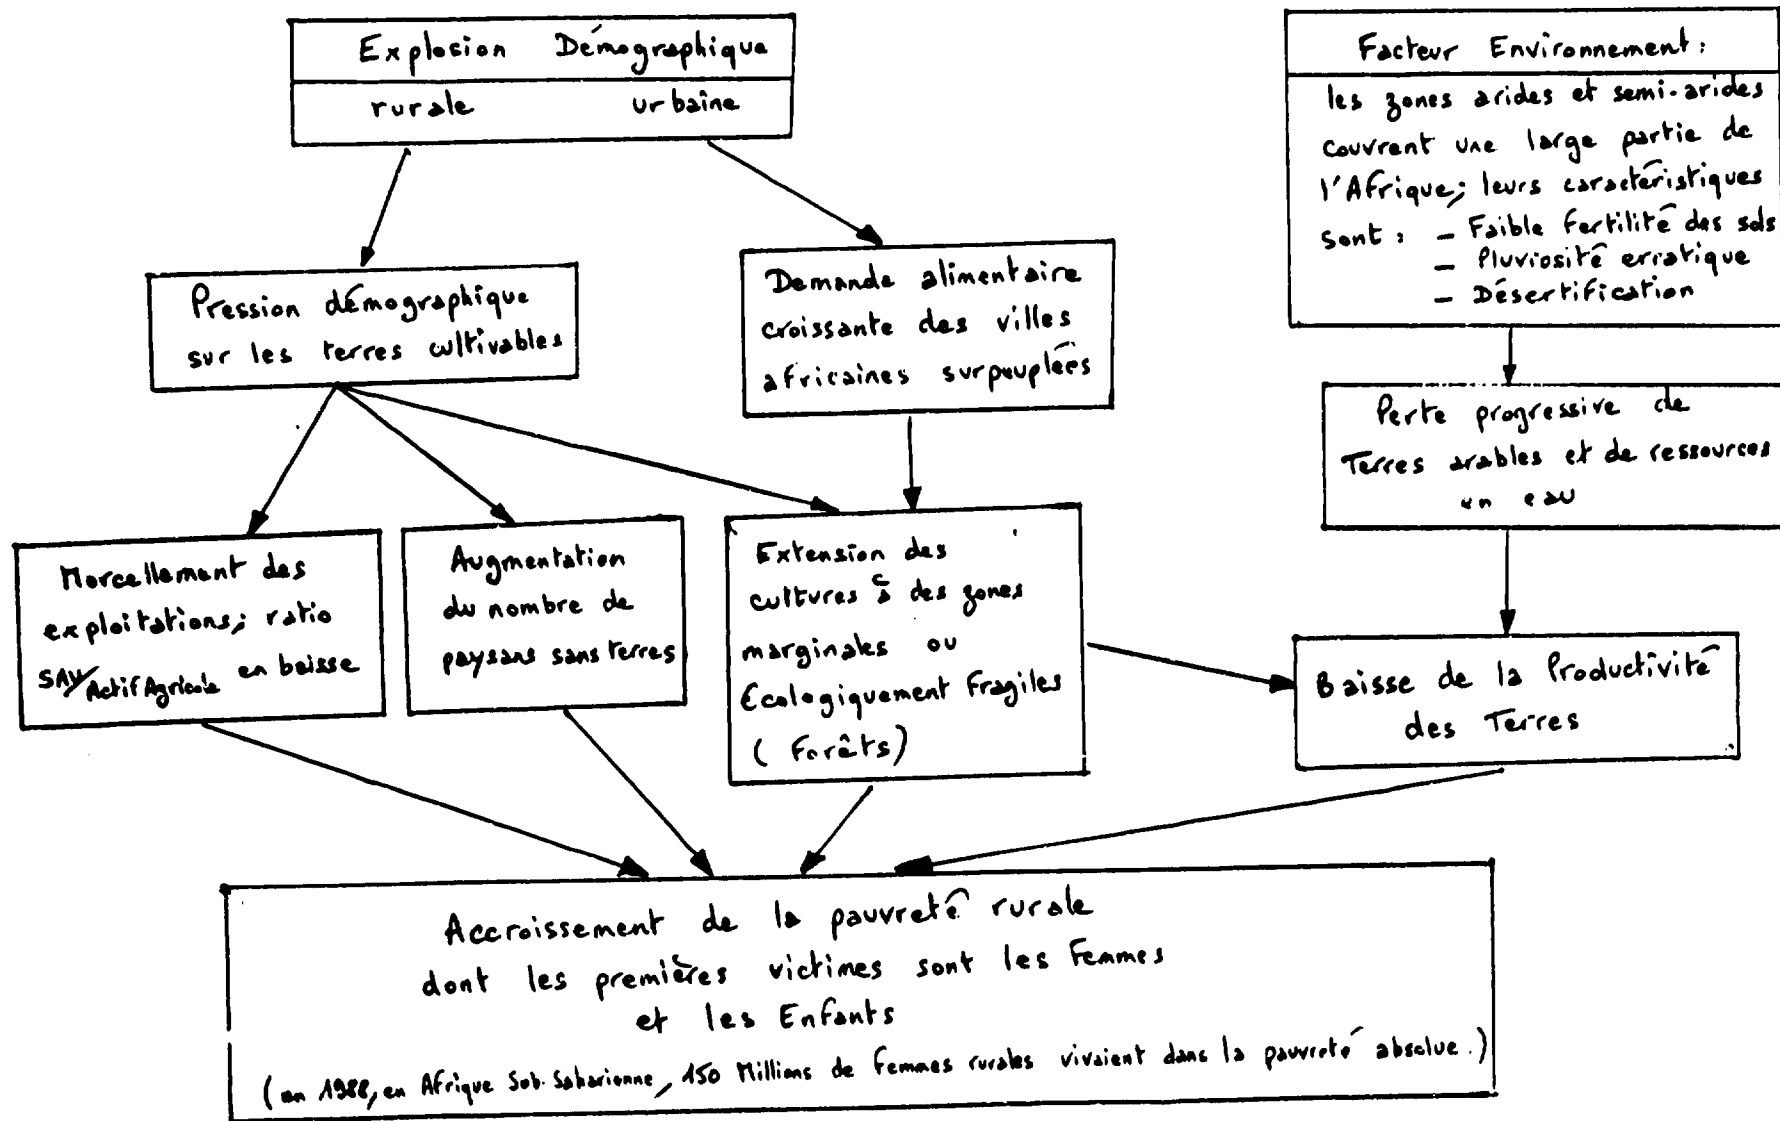 Explosion Démographique
rurale urbaine
Facteur Environnement :
les zones arides et semi-arides
couvrent une large partie de
l'Afrique; leurs caractéristiques
sont : - Faible fertilité des sols
- Pluviosité erratique
- Désertification
Pression démographique
sur les terres cultivables
Demande alimentaire
croissante des villes
africaines surpeuplées
Perte progressive de
Terres arables et de ressources
en eau
Morcellement des
exploitations; ratio
SAU/Actif Agricole en baisse
Augmentation
du nombre de
paysans sans terres
Extension des
cultures à des zones
marginales ou
Ecologiquement Fragiles
(Forêts)
Baisse de la Productivité
des Terres
Accroissement de la pauvreté rurale
dont les premières victimes sont les Femmes
et les Enfants
(en 1988, en Afrique Sub-Saharienne, 150 Millions de Femmes rurales vivaient dans la pauvreté absolue.)